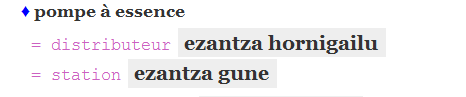 ♦ pompe à essence
= distributeur ezantza hornigailu
= station ezantza gune